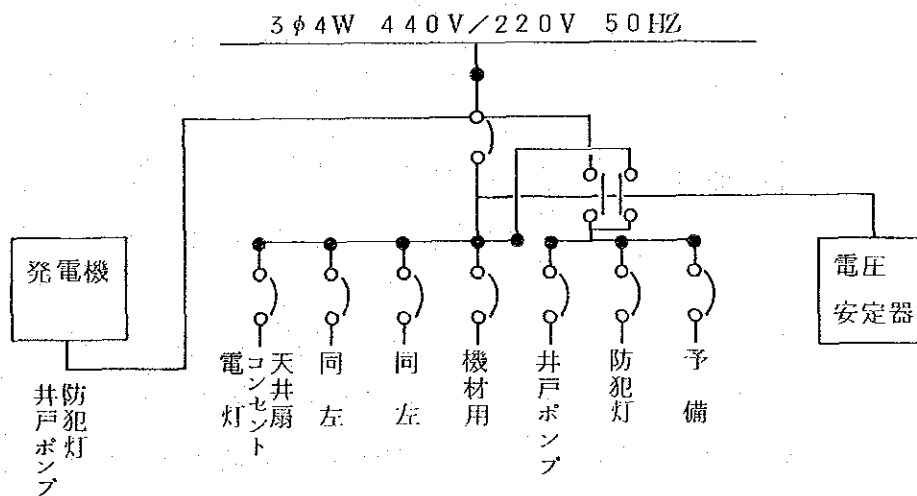 3φ4W 440V/220V 50HZ
発電機
電圧
安定器
防犯灯
井戸ポンプ
天井扇
コンセント
電灯
同左
同左
機材用
井戸ポンプ
防犯灯
予備